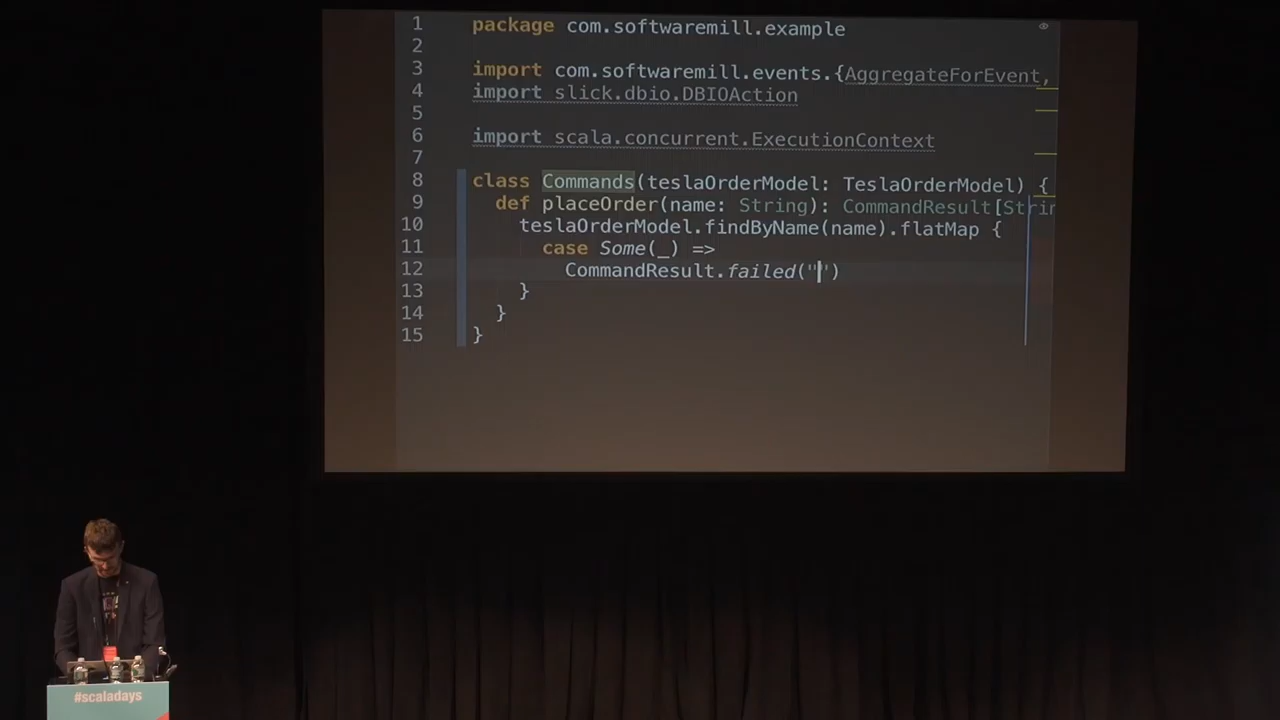 1 package com.softwaremill.example
2
3 import com.softwaremill.events.{AggregateForEvent,
4 import slick.dbio.DBIOAction
5
6 import scala.concurrent.ExecutionContext
7
8 class Commands(teslaOrderModel: TeslaOrderModel) {
9 def placeOrder(name: String): CommandResult[Strin
10 teslaOrderModel.findByName(name).flatMap {
11 case Some(_) =>
12 CommandResult.failed("")
13 }
14 }
15 }
#scaladays